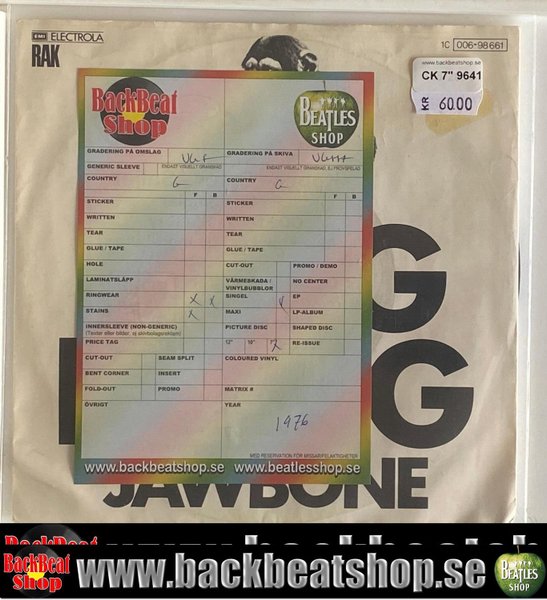 EMI ELECTROLA
RAK
1C 006-98 661
www.backbeatshop.se
CK 7" 9641
KR 60.00
BackBeat Shop
BEATLES SHOP
GRADERING PÅ OMSLAG VG+
GRADERING PÅ SKIVA VG++
GENERIC SLEEVE ENDAST VISUELLT GRANSKAD
ENDAST VISUELLT GRANSKAD, EJ PROVSPELAD
COUNTRY G
COUNTRY G
F B F B
STICKER STICKER
WRITTEN WRITTEN
TEAR TEAR
GLUE / TAPE GLUE / TAPE
HOLE CUT-OUT PROMO / DEMO
LAMINATSLÄPP VÄRMESKADA / VINYLBUBBLOR NO CENTER
RINGWEAR X X SINGEL X EP
STAINS X MAXI LP-ALBUM
INNERSLEEVE (NON-GENERIC) PICTURE DISC SHAPED DISC
PRICE TAG 12" 10" 7" X RE-ISSUE
CUT-OUT SEAM SPLIT COLOURED VINYL
BENT CORNER INSERT
FOLD-OUT PROMO MATRIX #
ÖVRIGT YEAR
1976
MED RESERVATION FÖR MISSAR/FELAKTIGHETER
www.backbeatshop.se www.beatlesshop.se
G
G
JAWBONE
BackBeat
BackBeat Shop www.backbeatshop.se BEATLES SHOP